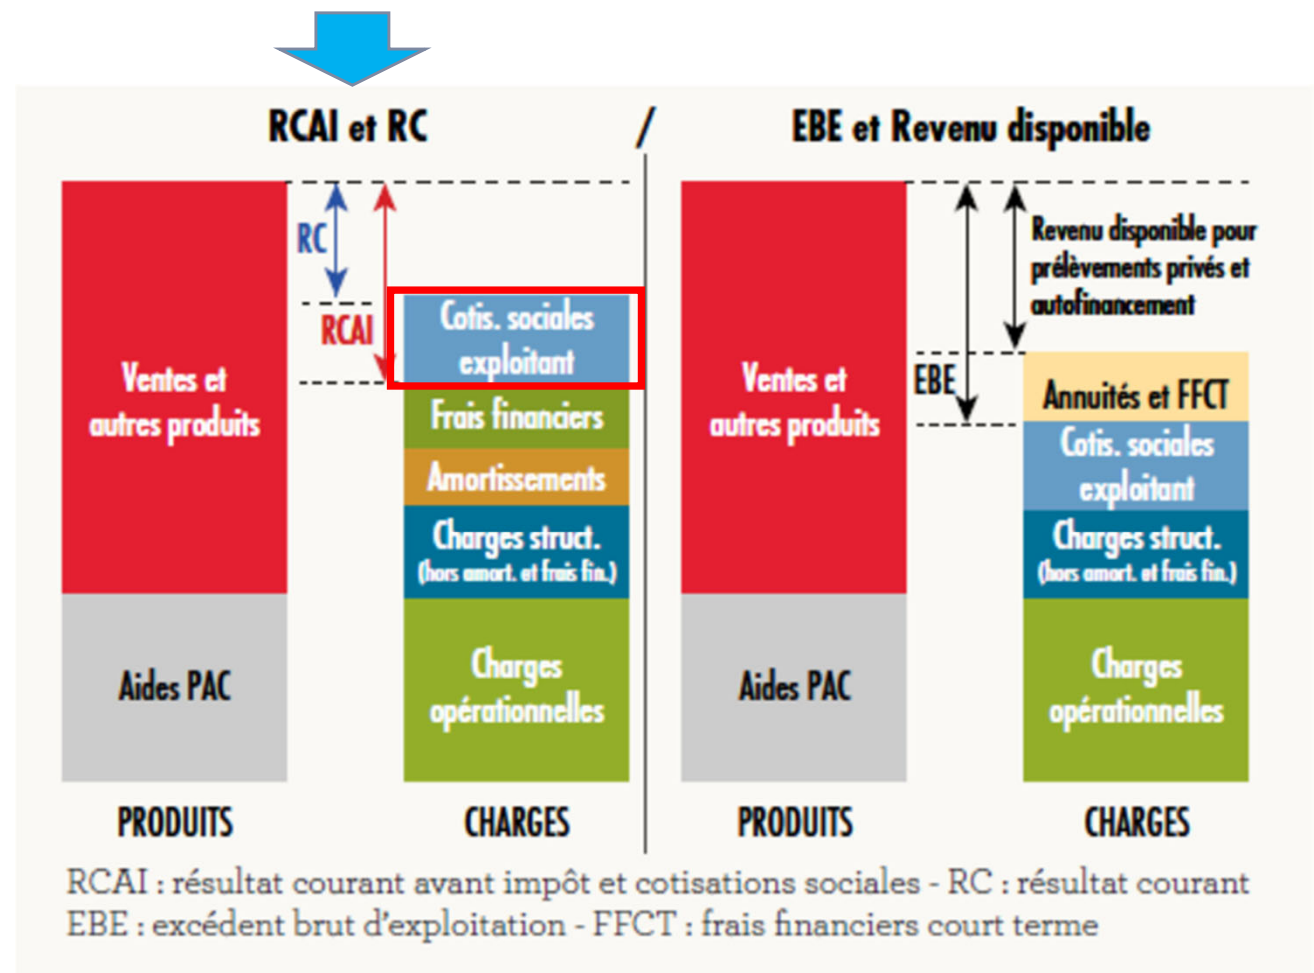 RCAI et RC / EBE et Revenu disponible
RC
RCAI
Ventes et
autres produits
Aides PAC
PRODUITS
Cotis. sociales
exploitant
Frais financiers
Amortissements
Charges struct.
(hors amort. et frais fin.)
Charges
opérationnelles
CHARGES
Ventes et
autres produits
Aides PAC
PRODUITS
EBE
Revenu disponible pour
prélèvements privés et
autofinancement
Annuités et FFCT
Cotis. sociales
exploitant
Charges struct.
(hors amort. et frais fin.)
Charges
opérationnelles
CHARGES
RCAI : résultat courant avant impôt et cotisations sociales - RC : résultat courant
EBE : excédent brut d'exploitation - FFCT : frais financiers court terme